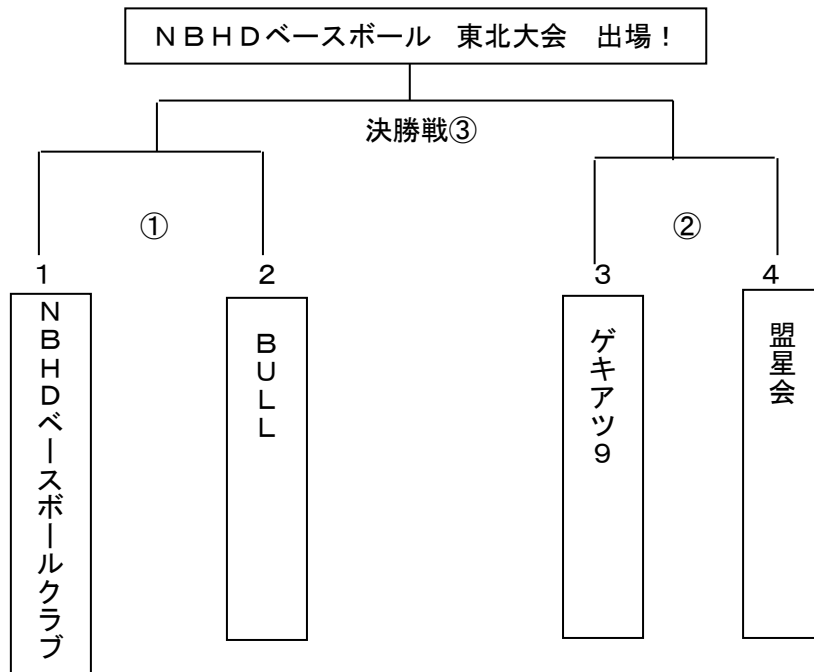 ＮＢＨＤベースボール　東北大会　出場！
決勝戦③
①
②
1
2
3
4
ＮＢＨＤベースボールクラブ
ＢＵＬＬ
ゲキアツ９
盟星会